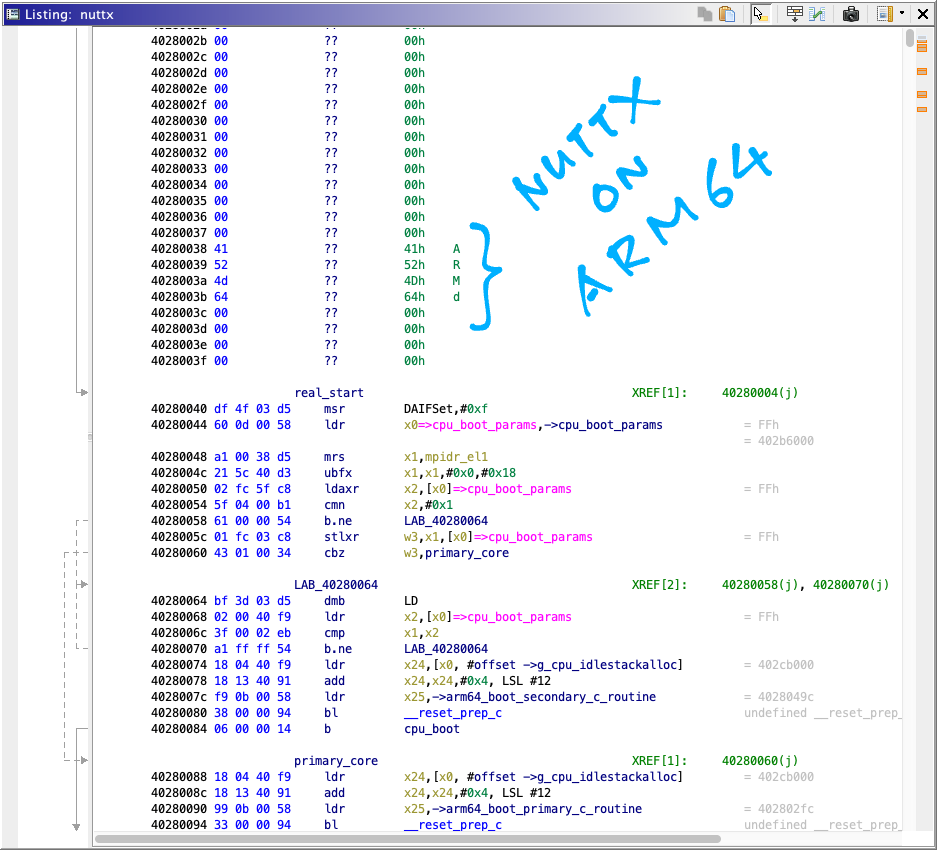 Listing: nuttx
4028002b 00 ?? 00h
4028002c 00 ?? 00h
4028002d 00 ?? 00h
4028002e 00 ?? 00h
4028002f 00 ?? 00h
40280030 00 ?? 00h
40280031 00 ?? 00h
40280032 00 ?? 00h
40280033 00 ?? 00h
40280034 00 ?? 00h
40280035 00 ?? 00h
40280036 00 ?? 00h
40280037 00 ?? 00h
40280038 41 ?? 41h A
40280039 52 ?? 52h R
4028003a 4d ?? 4Dh M
4028003b 64 ?? 64h d
4028003c 00 ?? 00h
4028003d 00 ?? 00h
4028003e 00 ?? 00h
4028003f 00 ?? 00h
NUTTX
ON
ARM64
real_start XREF[1]: 40280004(j)
40280040 df 4f 03 d5 msr DAIFSet,#0xf
40280044 60 0d 00 58 ldr x0=>cpu_boot_params,->cpu_boot_params = FFh
= 402b6000
40280048 a1 00 38 d5 mrs x1,mpidr_el1
4028004c 21 5c 40 d3 ubfx x1,x1,#0x0,#0x18
40280050 02 fc 5f c8 ldaxr x2,[x0]=>cpu_boot_params = FFh
40280054 5f 04 00 b1 cmn x2,#0x1
40280058 61 00 00 54 b.ne LAB_40280064
4028005c 01 fc 03 c8 stlxr w3,x1,[x0]=>cpu_boot_params = FFh
40280060 43 01 00 34 cbz w3,primary_core
LAB_40280064 XREF[2]: 40280058(j), 40280070(j)
40280064 bf 3d 03 d5 dmb LD
40280068 02 00 40 f9 ldr x2,[x0]=>cpu_boot_params = FFh
4028006c 3f 00 02 eb cmp x1,x2
40280070 a1 ff ff 54 b.ne LAB_40280064
40280074 18 04 40 f9 ldr x24,[x0, #offset ->g_cpu_idlestackalloc] = 402cb000
40280078 18 13 40 91 add x24,x24,#0x4, LSL #12
4028007c f9 0b 00 58 ldr x25,->arm64_boot_secondary_c_routine = 4028049c
40280080 38 00 00 94 bl __reset_prep_c undefined __reset_prep_
40280084 06 00 00 14 b cpu_boot
primary_core XREF[1]: 40280060(j)
40280088 18 04 40 f9 ldr x24,[x0, #offset ->g_cpu_idlestackalloc] = 402cb000
4028008c 18 13 40 91 add x24,x24,#0x4, LSL #12
40280090 99 0b 00 58 ldr x25,->arm64_boot_primary_c_routine = 402802fc
40280094 33 00 00 94 bl __reset_prep_c undefined __reset_prep_